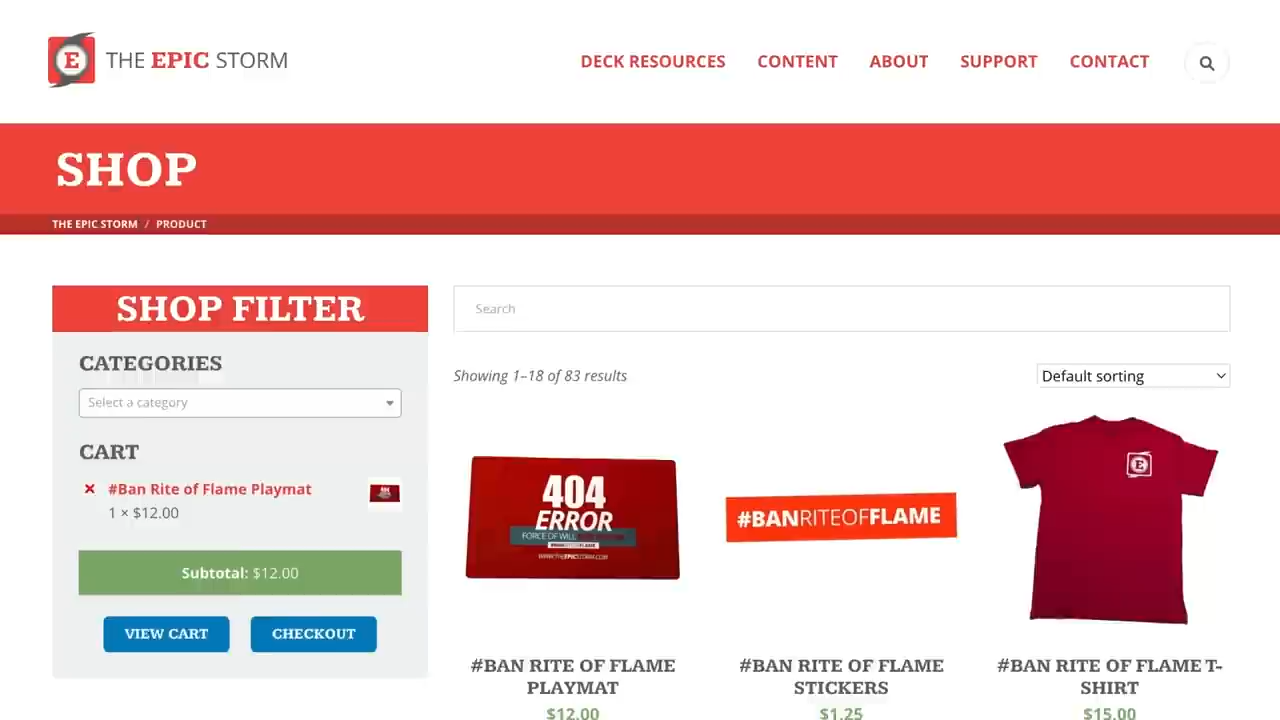 E THE EPIC STORM
DECK RESOURCES CONTENT ABOUT SUPPORT CONTACT
SHOP
THE EPIC STORM / PRODUCT
SHOP FILTER
CATEGORIES
Select a category
CART
× #Ban Rite of Flame Playmat
1 × $12.00
Subtotal: $12.00
VIEW CART CHECKOUT
Search
Showing 1–18 of 83 results
Default sorting
404
ERROR
FORCE OF WILL
WWW.THEEPICSTORM.COM
#BAN RITE OF FLAME
PLAYMAT
$12.00
#BANRITEOFFLAME
#BAN RITE OF FLAME
STICKERS
$1.25
E
#BAN RITE OF FLAME T-
SHIRT
$15.00